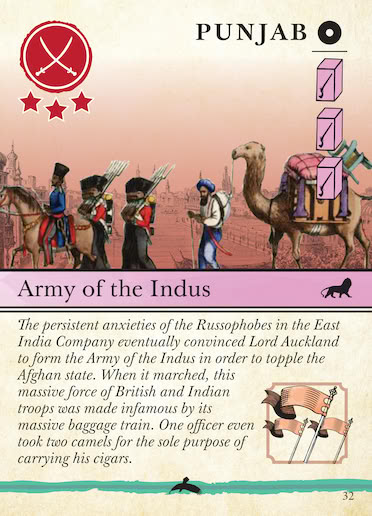 PUNJAB
Army of the Indus
The persistent anxieties of the Russophobes in the East
India Company eventually convinced Lord Auckland
to form the Army of the Indus in order to topple the
Afghan state. When it marched, this
massive force of British and Indian
troops was made infamous by its
massive baggage train. One officer even
took two camels for the sole purpose of
carrying his cigars.
32